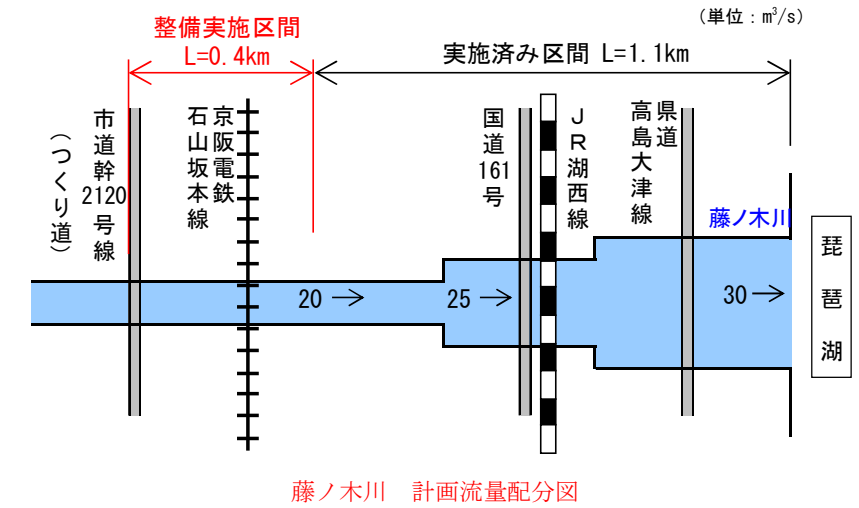 (単位：m³/s)
整備実施区間
L=0.4km
実施済み区間 L=1.1km
(つくり道)
市道幹2120号線
京阪電鉄
石山坂本線
国道161号
JR湖西線
県道
高島大津線
藤ノ木川
琵琶湖
20
25
30
藤ノ木川　計画流量配分図